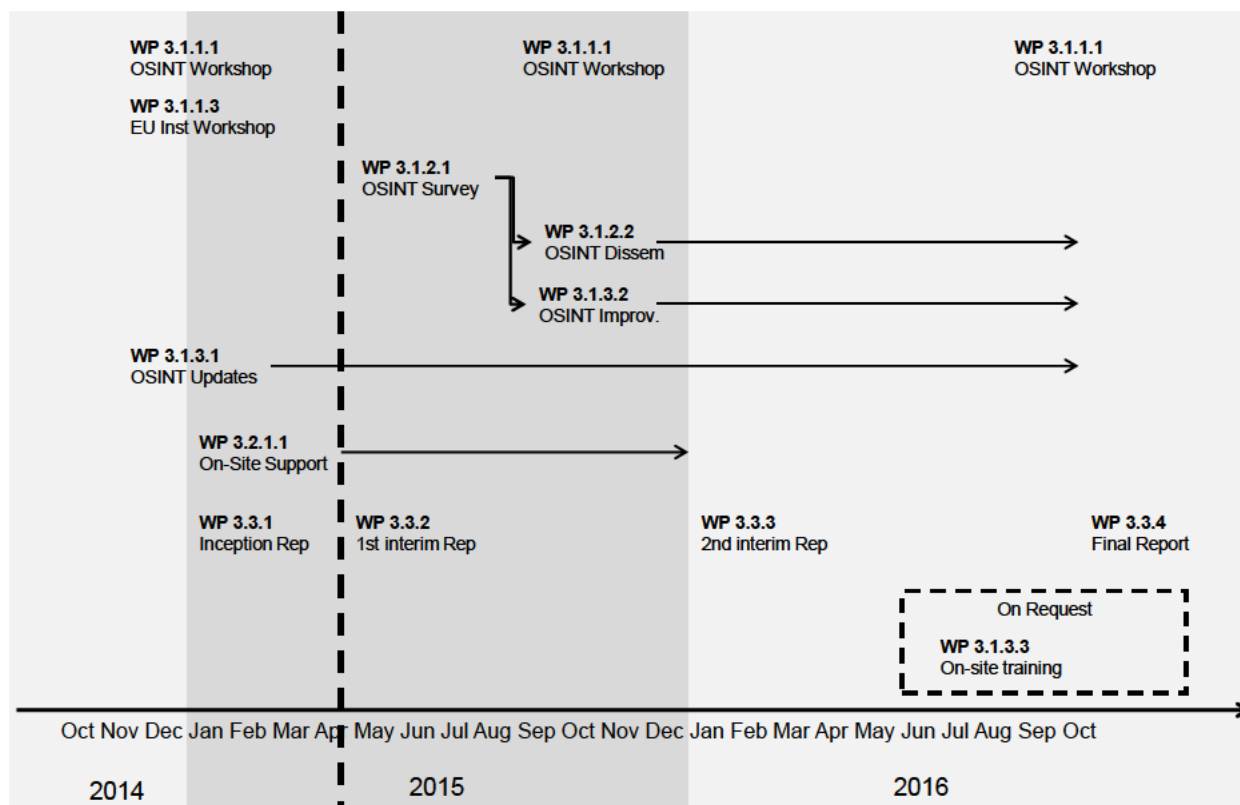 WP 3.1.1.1
OSINT Workshop
WP 3.1.1.1
OSINT Workshop
WP 3.1.1.1
OSINT Workshop
WP 3.1.1.3
EU Inst Workshop
WP 3.1.2.1
OSINT Survey
WP 3.1.2.2
OSINT Dissem
WP 3.1.3.2
OSINT Improv.
WP 3.1.3.1
OSINT Updates
WP 3.2.1.1
On-Site Support
WP 3.3.1
Inception Rep
WP 3.3.2
1st interim Rep
WP 3.3.3
2nd interim Rep
WP 3.3.4
Final Report
On Request
WP 3.1.3.3
On-site training
Oct Nov Dec Jan Feb Mar Apr May Jun Jul Aug Sep Oct Nov Dec Jan Feb Mar Apr May Jun Jul Aug Sep Oct
2014 2015 2016